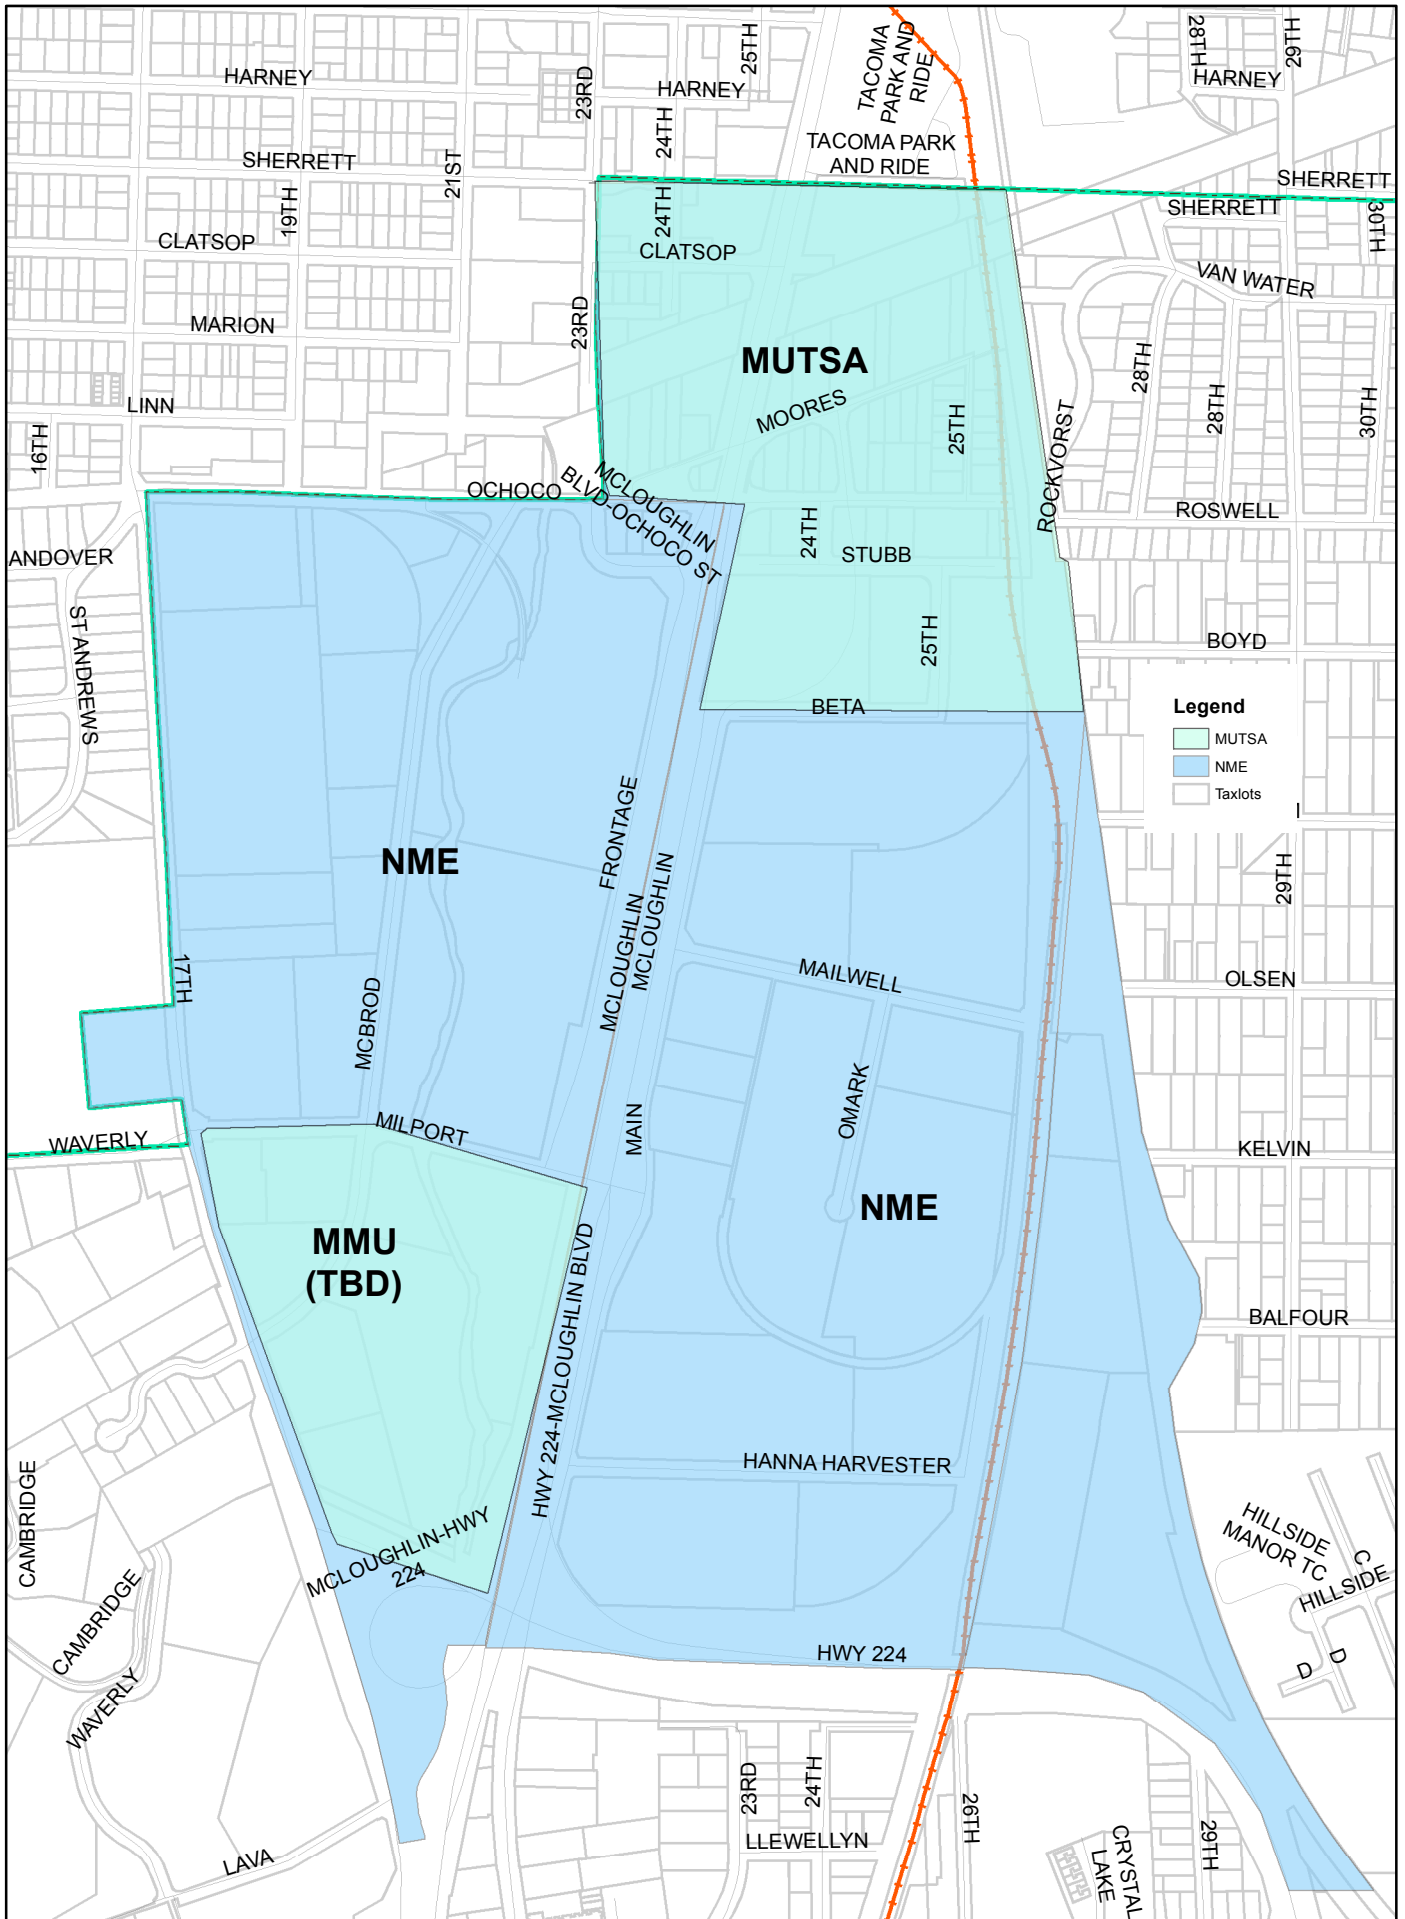 HARNEY
23RD
25TH
HARNEY
24TH
TACOMA
PARK AND
RIDE
28TH
29TH
HARNEY
SHERRETT
19TH
21ST
TACOMA PARK
AND RIDE
SHERRETT
SHERRETT
30TH
CLATSOP
24TH
CLATSOP
VAN WATER
MARION
23RD
MUTSA
MOORES
28TH
28TH
30TH
LINN
16TH
25TH
ROCKVORST
OCHOCO
MCLOUGHLIN
BLVD-OCHOCO ST
ROSWELL
24TH
STUBB
ANDOVER
ST ANDREWS
25TH
BOYD
BETA
Legend
MUTSA
NME
Taxlots
I
FRONTAGE
NME
MCLOUGHLIN
MCLOUGHLIN
29TH
17TH
MAILWELL
OLSEN
MCBROD
OMARK
MILPORT
MAIN
WAVERLY
KELVIN
NME
MMU
(TBD)
HWY 224-MCLOUGHLIN BLVD
BALFOUR
HANNA HARVESTER
CAMBRIDGE
MCLOUGHLIN-HWY
224
HILLSIDE
MANOR TC
C
HILLSIDE
CAMBRIDGE
HWY 224
D
D
WAVERLY
23RD
24TH
26TH
29TH
LLEWELLYN
CRYSTAL
LAKE
LAVA